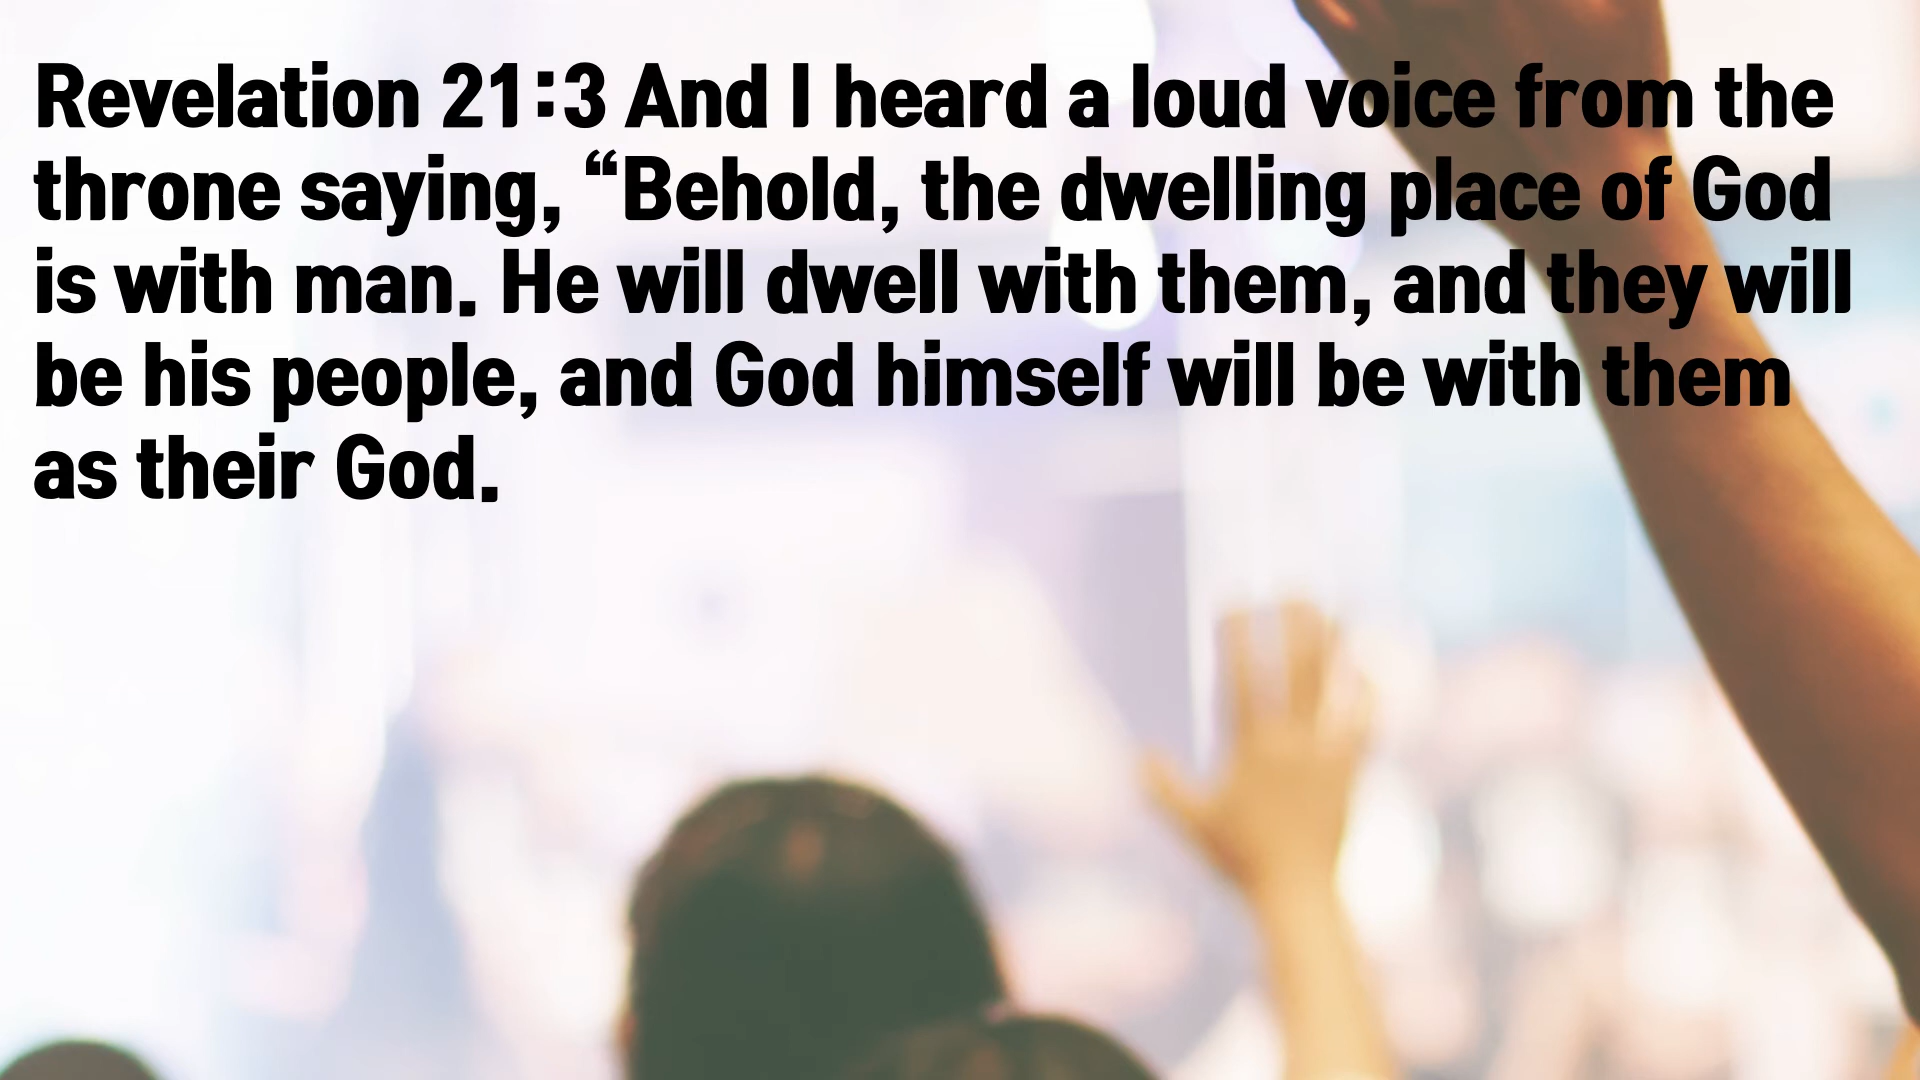 Revelation 21:3 And I heard a loud voice from the
throne saying, “Behold, the dwelling place of God
is with man. He will dwell with them, and they will
be his people, and God himself will be with them
as their God.